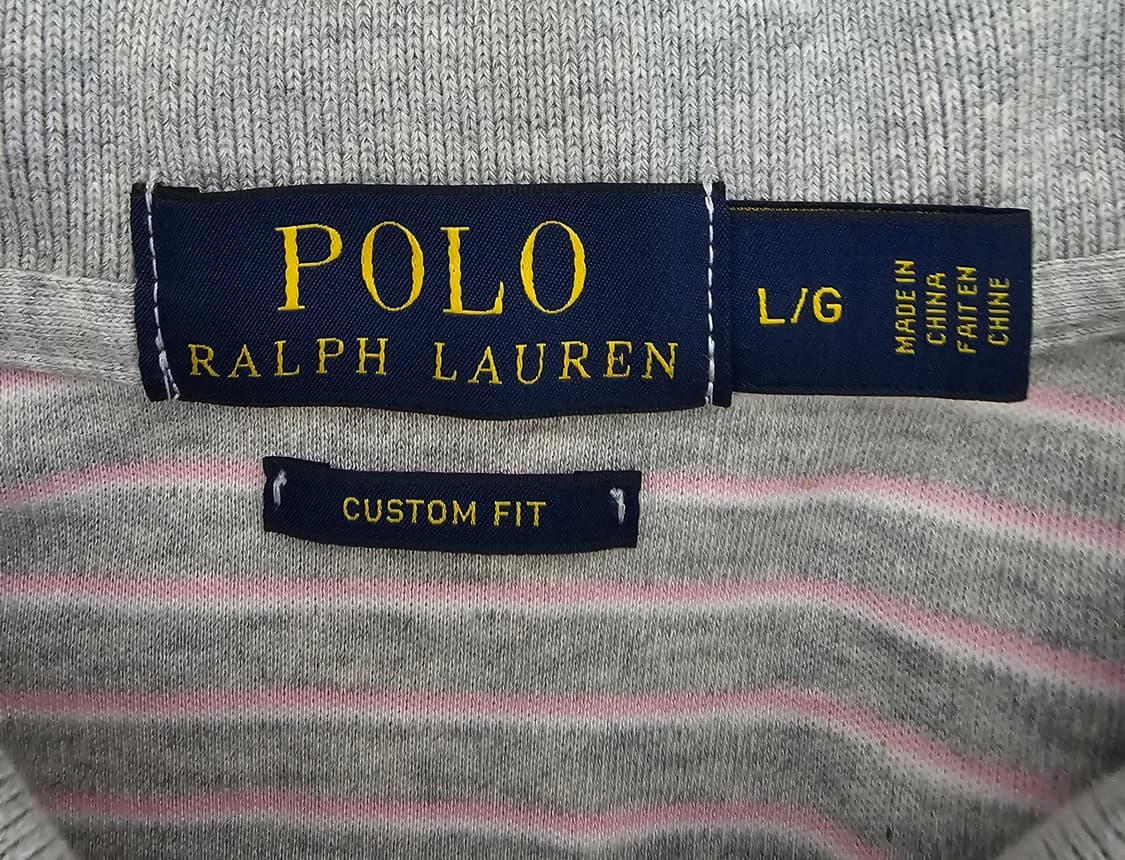 POLO
RALPH LAUREN
L/G
MADE IN
CHINA
FAIT EN
CHINE
CUSTOM FIT